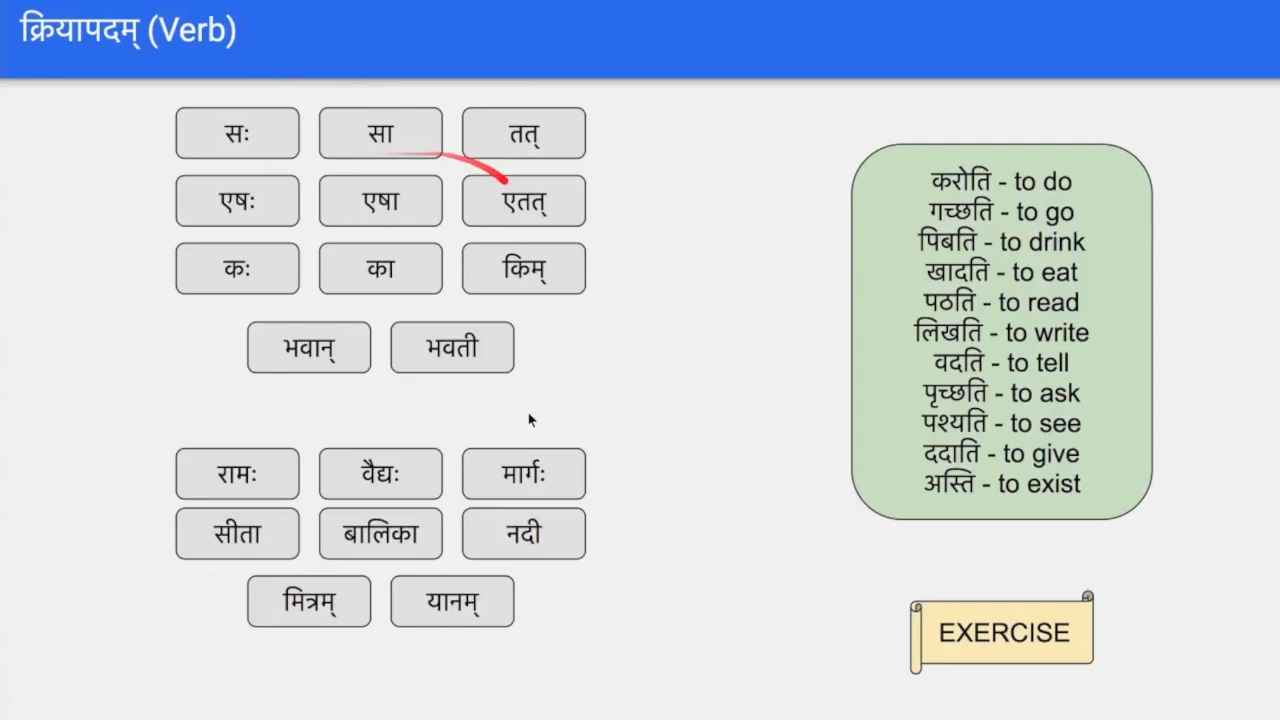 क्रियापदम् (Verb)
सः सा तत्
एषः एषा एतत्
कः का किम्
भवान् भवती
रामः वैद्यः मार्गः
सीता बालिका नदी
मित्रम् यानम्
करोति - to do
गच्छति - to go
पिबति - to drink
खादति - to eat
पठति - to read
लिखति - to write
वदति - to tell
पृच्छति - to ask
पश्यति - to see
ददाति - to give
अस्ति - to exist
EXERCISE